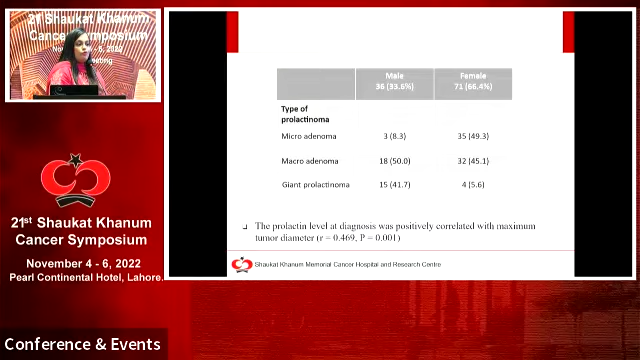 21st Shaukat Khanum
Cancer Symposium
21st Shaukat Khanum
Cancer Symposium
November 4 - 6, 2022
Pearl Continental Hotel, Lahore.
Conference & Events
Male
36 (33.6%)
Female
71 (66.4%)
Type of
prolactinoma
Micro adenoma 3 (8.3) 35 (49.3)
Macro adenoma 18 (50.0) 32 (45.1)
Giant prolactinoma 15 (41.7) 4 (5.6)
The prolactin level at diagnosis was positively correlated with maximum
tumor diameter (r = 0.469, P = 0.001)
Shaukat Khanum Memorial Cancer Hospital and Research Centre